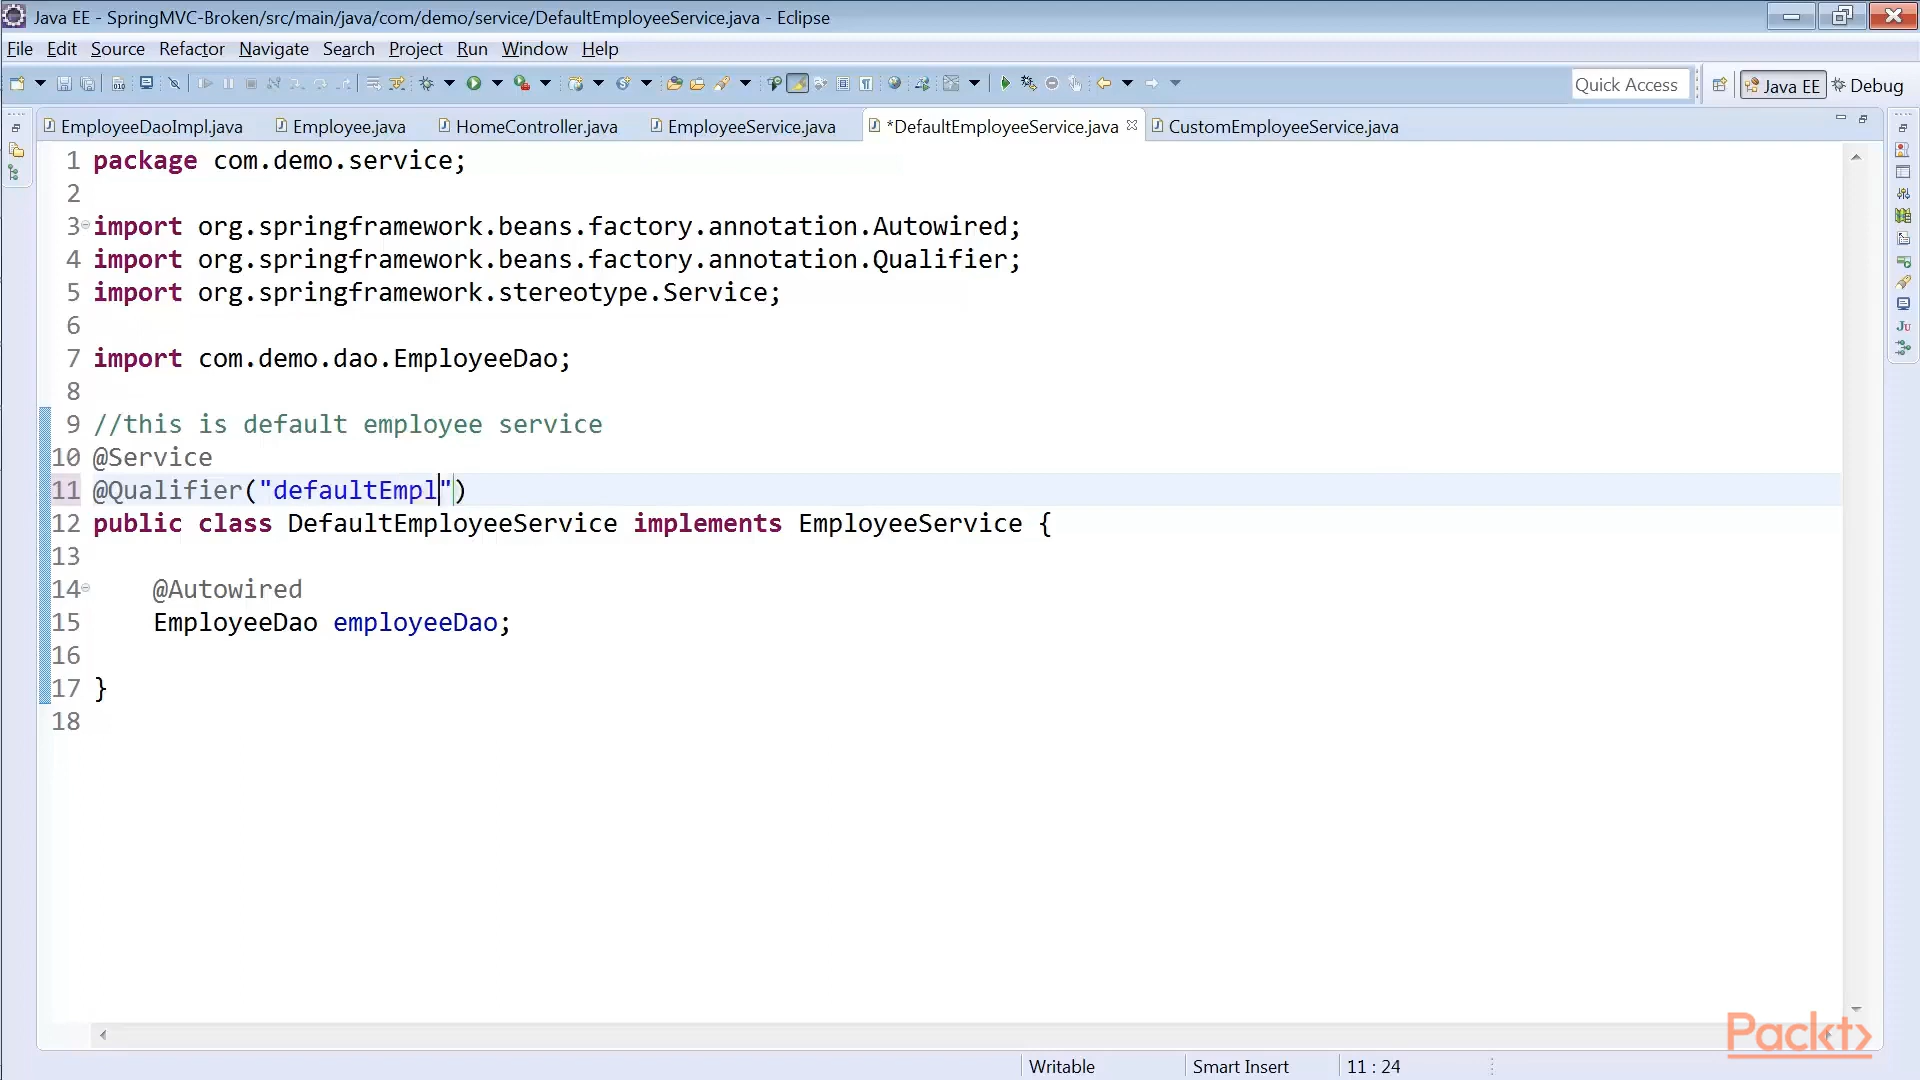 Java EE - SpringMVC-Broken/src/main/java/com/demo/service/DefaultEmployeeService.java - Eclipse
File Edit Source Refactor Navigate Search Project Run Window Help
Quick Access Java EE Debug
EmployeeDaoImpl.java Employee.java HomeController.java EmployeeService.java *DefaultEmployeeService.java CustomEmployeeService.java
1 package com.demo.service;
2
3 import org.springframework.beans.factory.annotation.Autowired;
4 import org.springframework.beans.factory.annotation.Qualifier;
5 import org.springframework.stereotype.Service;
6
7 import com.demo.dao.EmployeeDao;
8
9 //this is default employee service
10 @Service
11 @Qualifier("defaultEmpl")
12 public class DefaultEmployeeService implements EmployeeService {
13
14 @Autowired
15 EmployeeDao employeeDao;
16
17 }
18
Packt>
Writable Smart Insert 11 : 24